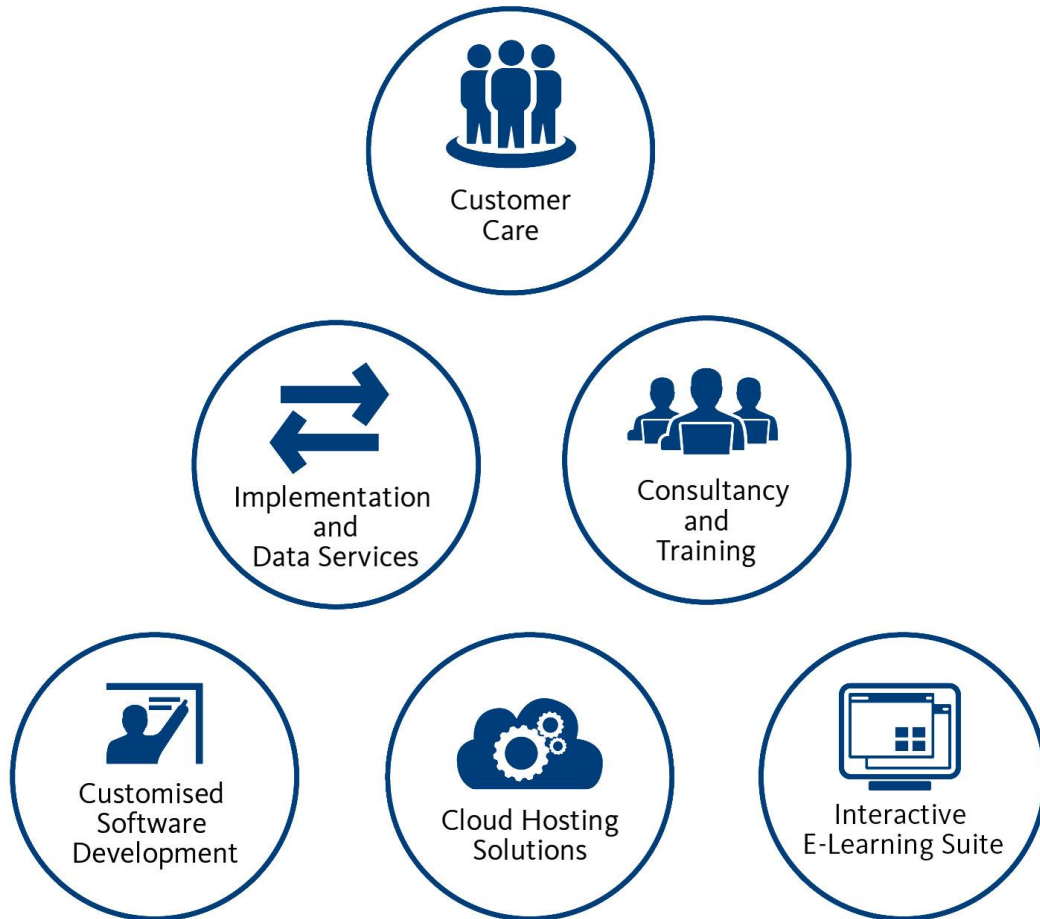 Customer
Care
Implementation
and
Data Services
Consultancy
and
Training
Customised
Software
Development
Cloud Hosting
Solutions
Interactive
E-Learning Suite